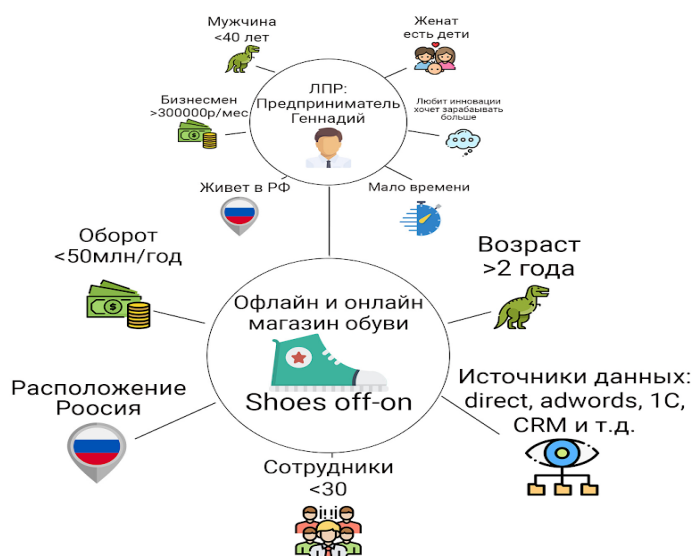 Мужчина
<40 лет
Женат
есть дети
ЛПР:
Предприниматель
Геннадий
Бизнесмен
>300000р/мес
Любит инновации
хочет зарабаывать
больше
Живет в РФ
Мало времени
Оборот
<50млн/год
Возраст
>2 года
Офлайн и онлайн
магазин обуви
Shoes off-on
Расположение
Роосия
Источники данных:
direct, adwords, 1C,
CRM и т.д.
Сотрудники
<30